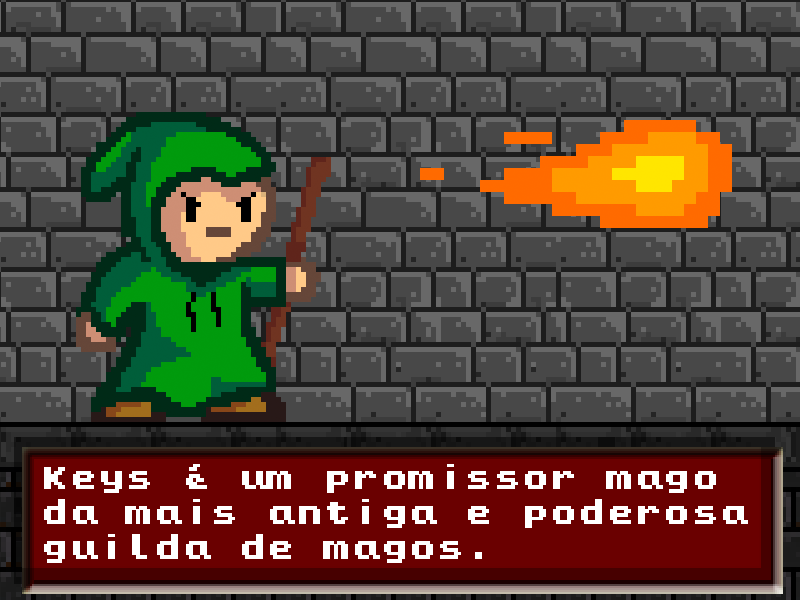 Keys é um promissor mago
da mais antiga e poderosa
guilda de magos.